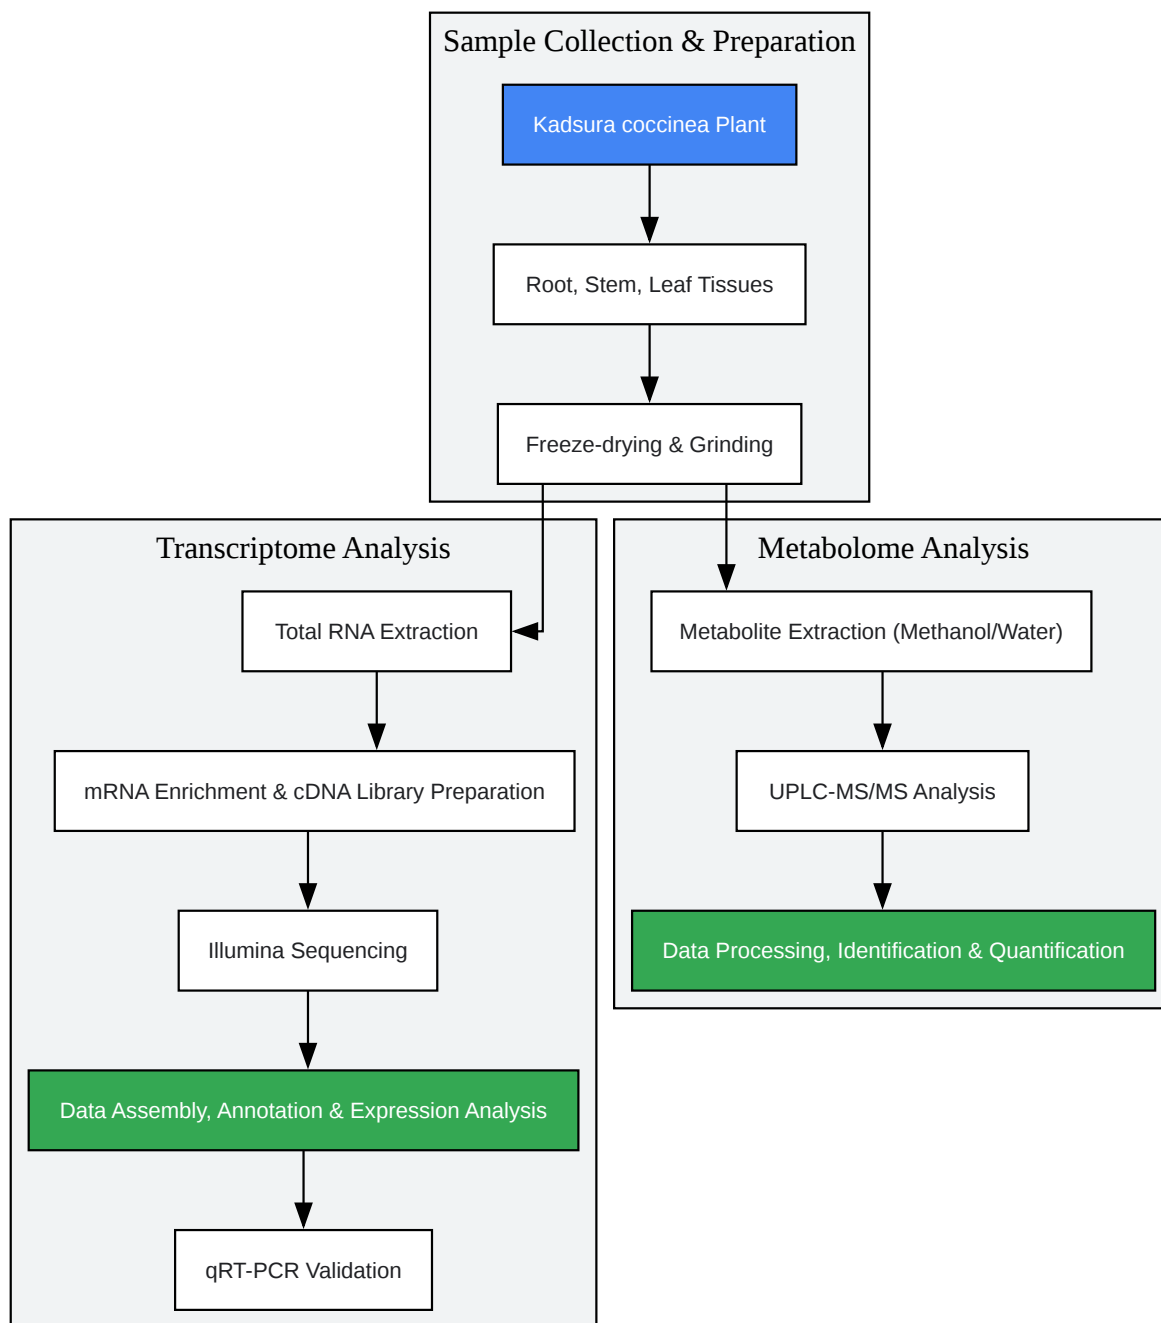 Sample Collection & Preparation
Kadsura coccinea Plant
Root, Stem, Leaf Tissues
Freeze-drying & Grinding
Transcriptome Analysis
Total RNA Extraction
mRNA Enrichment & cDNA Library Preparation
Illumina Sequencing
Data Assembly, Annotation & Expression Analysis
qRT-PCR Validation
Metabolome Analysis
Metabolite Extraction (Methanol/Water)
UPLC-MS/MS Analysis
Data Processing, Identification & Quantification